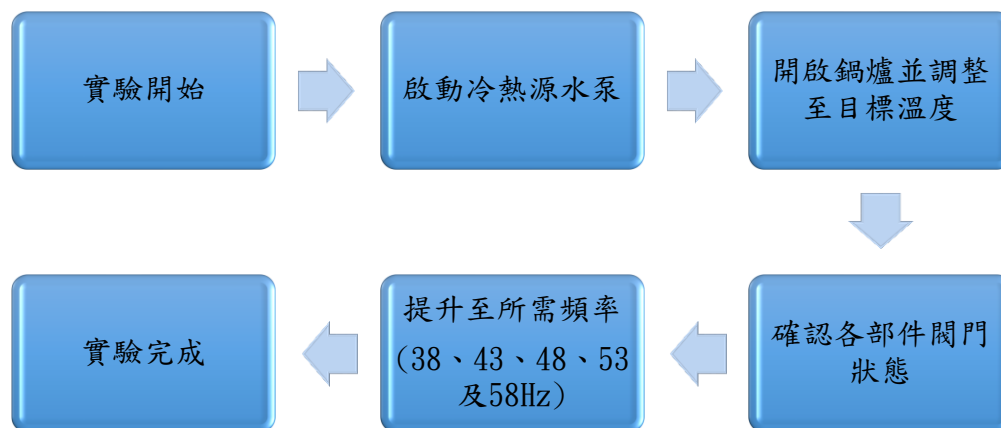 實驗開始
啟動冷熱源水泵
開啟鍋爐並調整
至目標溫度
確認各部件閥門
狀態
提升至所需頻率
(38、43、48、53
及58Hz)
實驗完成